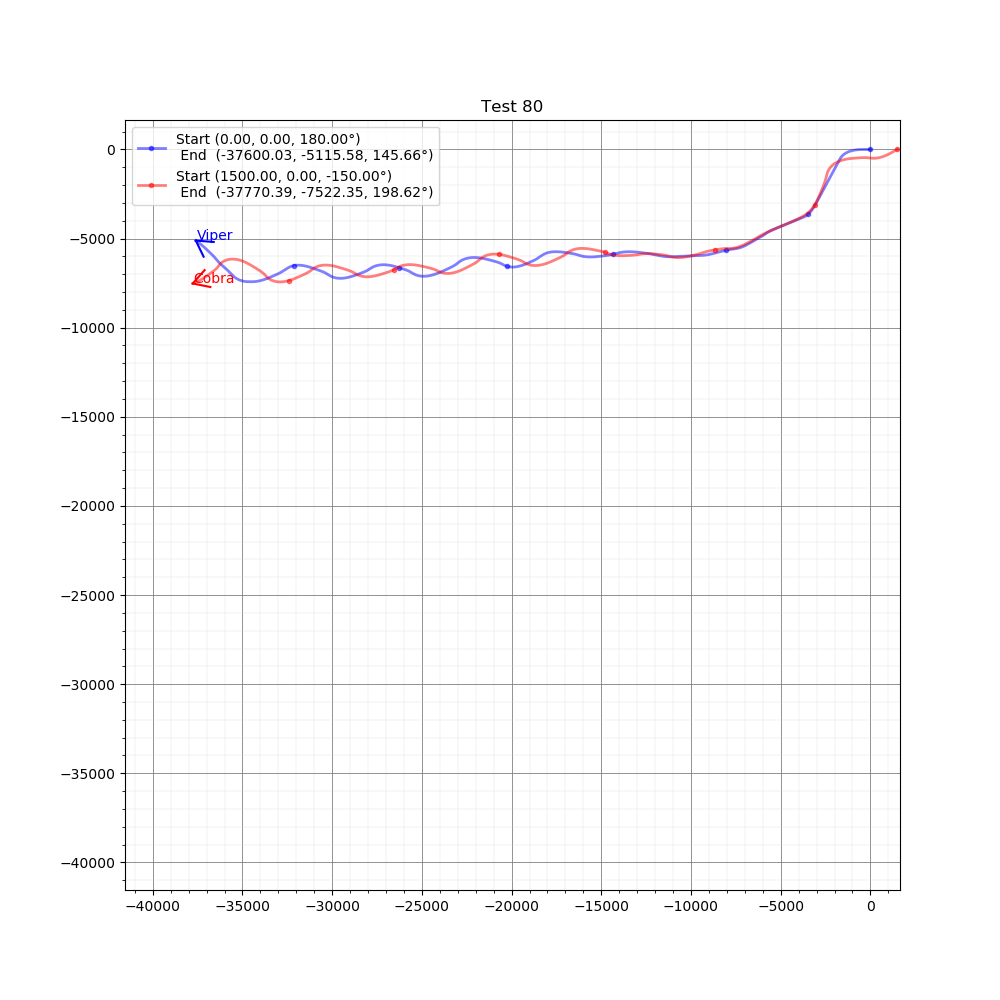 Test 80
Start (0.00, 0.00, 180.00°)
End  (-37600.03, -5115.58, 145.66°)
Start (1500.00, 0.00, -150.00°)
End  (-37770.39, -7522.35, 198.62°)
Viper
Cobra
0
−5000
−10000
−15000
−20000
−25000
−30000
−35000
−40000
−40000 −35000 −30000 −25000 −20000 −15000 −10000 −5000 0